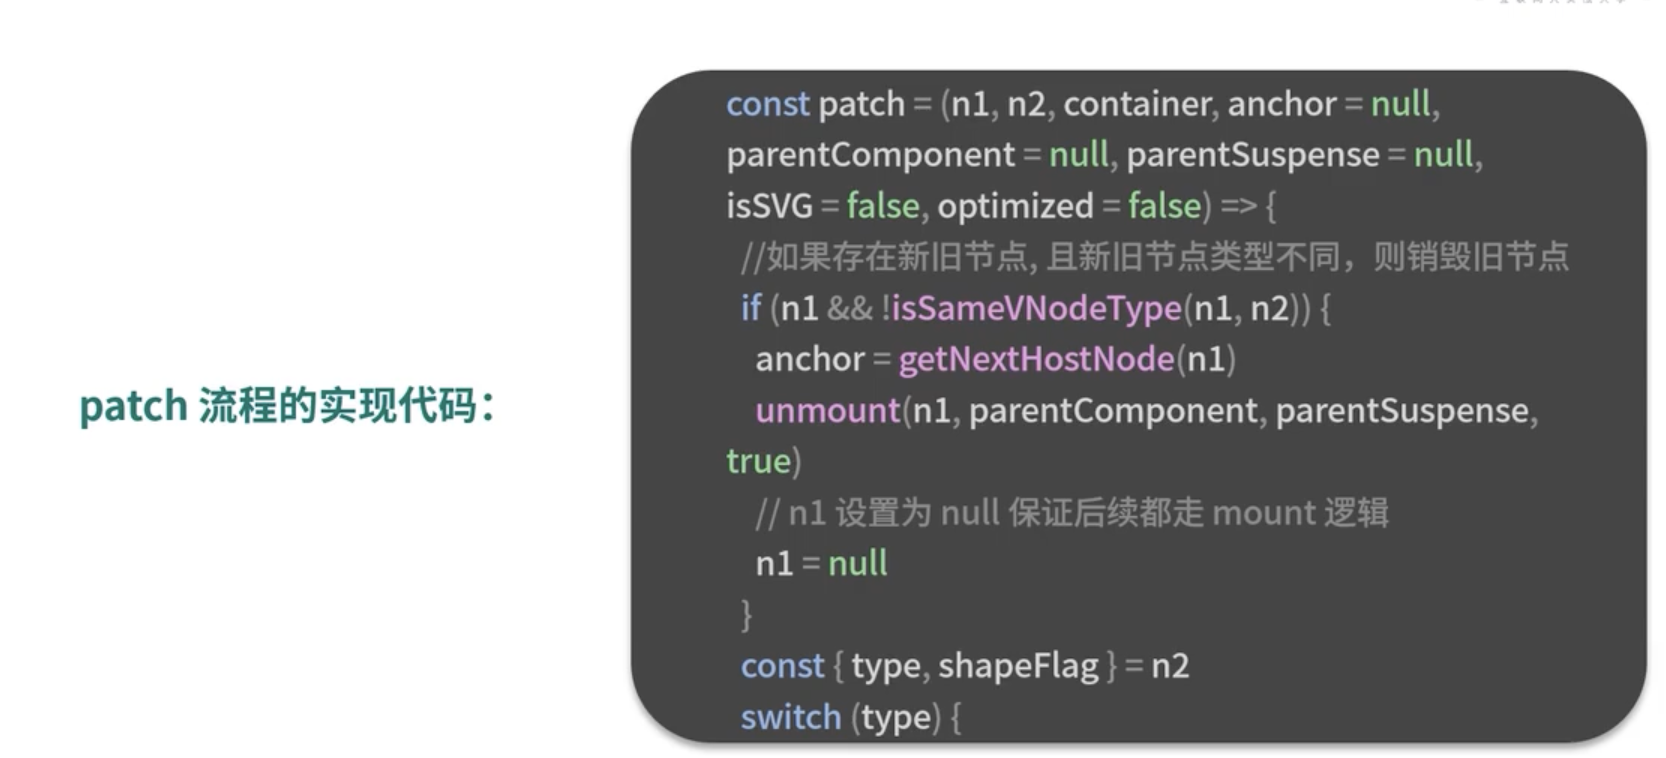 patch 流程的实现代码：
const patch = (n1, n2, container, anchor = null,
parentComponent = null, parentSuspense = null,
isSVG = false, optimized = false) => {
//如果存在新旧节点, 且新旧节点类型不同，则销毁旧节点
if (n1 && !isSameVNodeType(n1, n2)) {
anchor = getNextHostNode(n1)
unmount(n1, parentComponent, parentSuspense,
true)
// n1 设置为 null 保证后续都走 mount 逻辑
n1 = null
}
const { type, shapeFlag } = n2
switch (type) {